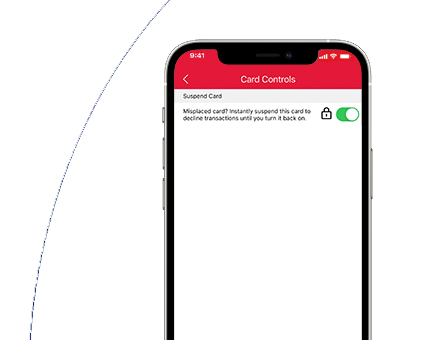 9:41
Card Controls
Suspend Card
Misplaced card? Instantly suspend this card to
decline transactions until you turn it back on.